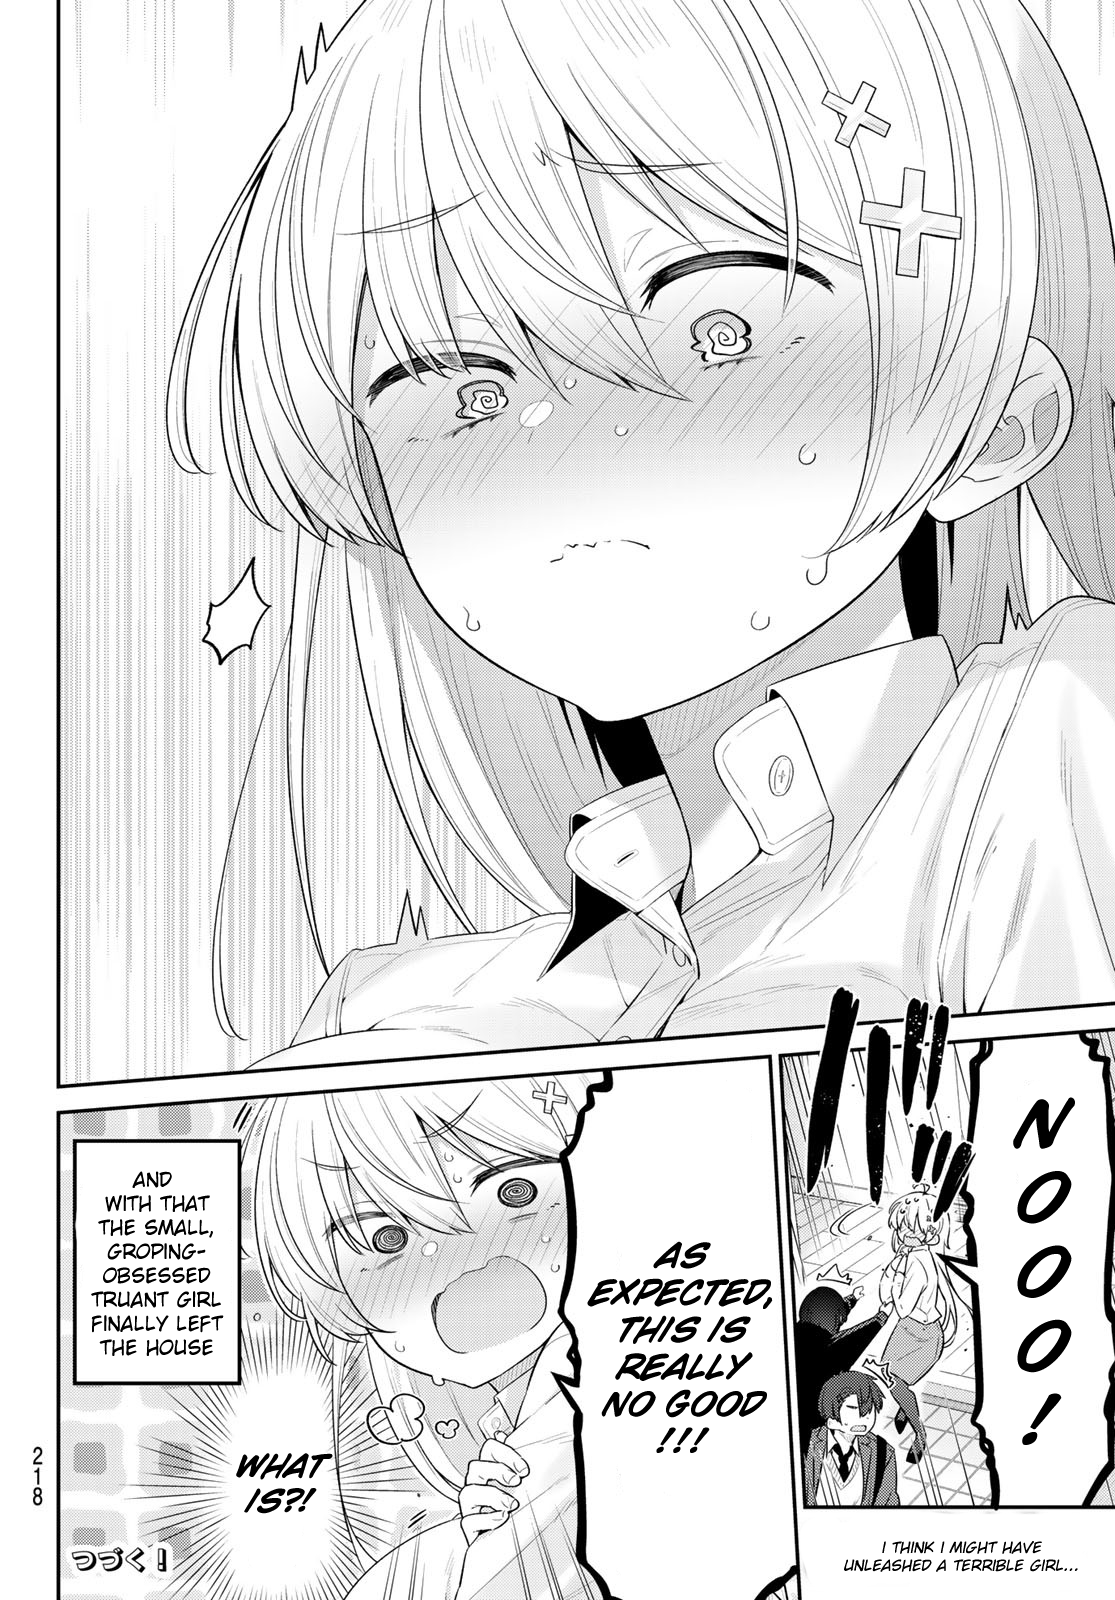 NOOO!
I THINK I MIGHT HAVE
UNLEASHED A TERRIBLE GIRL...
AS
EXPECTED,
THIS IS
REALLY
NO GOOD
!!!
WHAT
IS?!
AND
WITH THAT
THE SMALL,
GROPING-
OBSESSED
TRUANT GIRL
FINALLY LEFT
THE HOUSE
つづく!
218